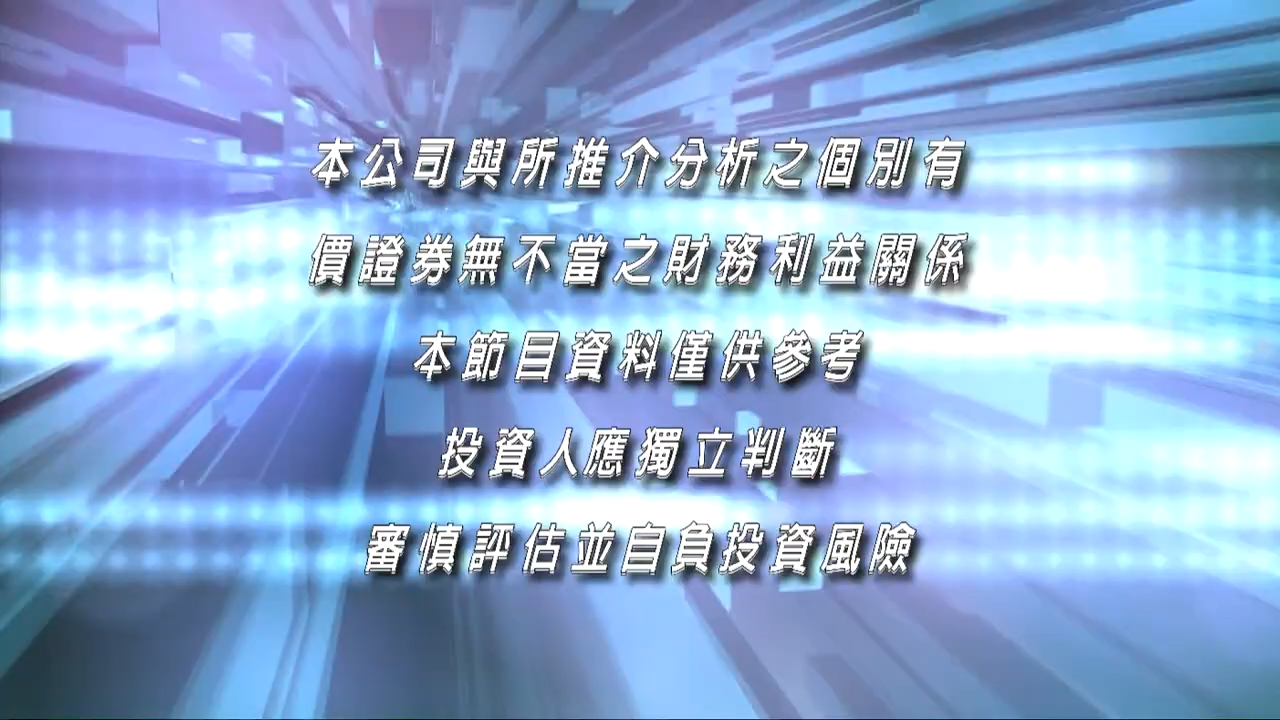 本公司與所推介分析之個別有
價證券無不當之財務利益關係
本節目資料僅供參考
投資人應獨立判斷
審慎評估並自負投資風險